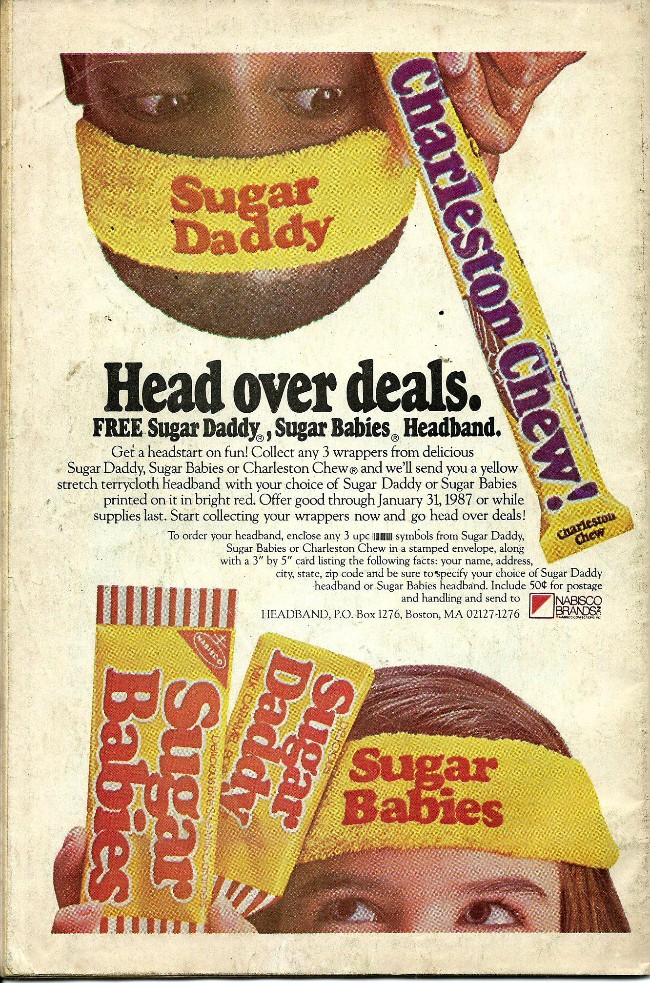 Sugar
Daddy
Charleston Chew!
Charleston
Chew
Head over deals.
FREE Sugar Daddy®, Sugar Babies® Headband.
Get a headstart on fun! Collect any 3 wrappers from delicious
Sugar Daddy, Sugar Babies or Charleston Chew® and we'll send you a yellow
stretch terrycloth headband with your choice of Sugar Daddy or Sugar Babies
printed on it in bright red. Offer good through January 31, 1987 or while
supplies last. Start collecting your wrappers now and go head over deals!
To order your headband, enclose any 3 upc symbols from Sugar Daddy,
Sugar Babies or Charleston Chew in a stamped envelope, along
with a 3" by 5" card listing the following facts: your name, address,
city, state, zip code and be sure to specify your choice of Sugar Daddy
headband or Sugar Babies headband. Include 50¢ for postage
and handling and send to
HEADBAND, P.O. Box 1276, Boston, MA 02127-1276
NABISCO
BRANDS
NABISCO
Sugar
Babies
Sugar
Daddy
MILK CARAMEL
Sugar
Babies